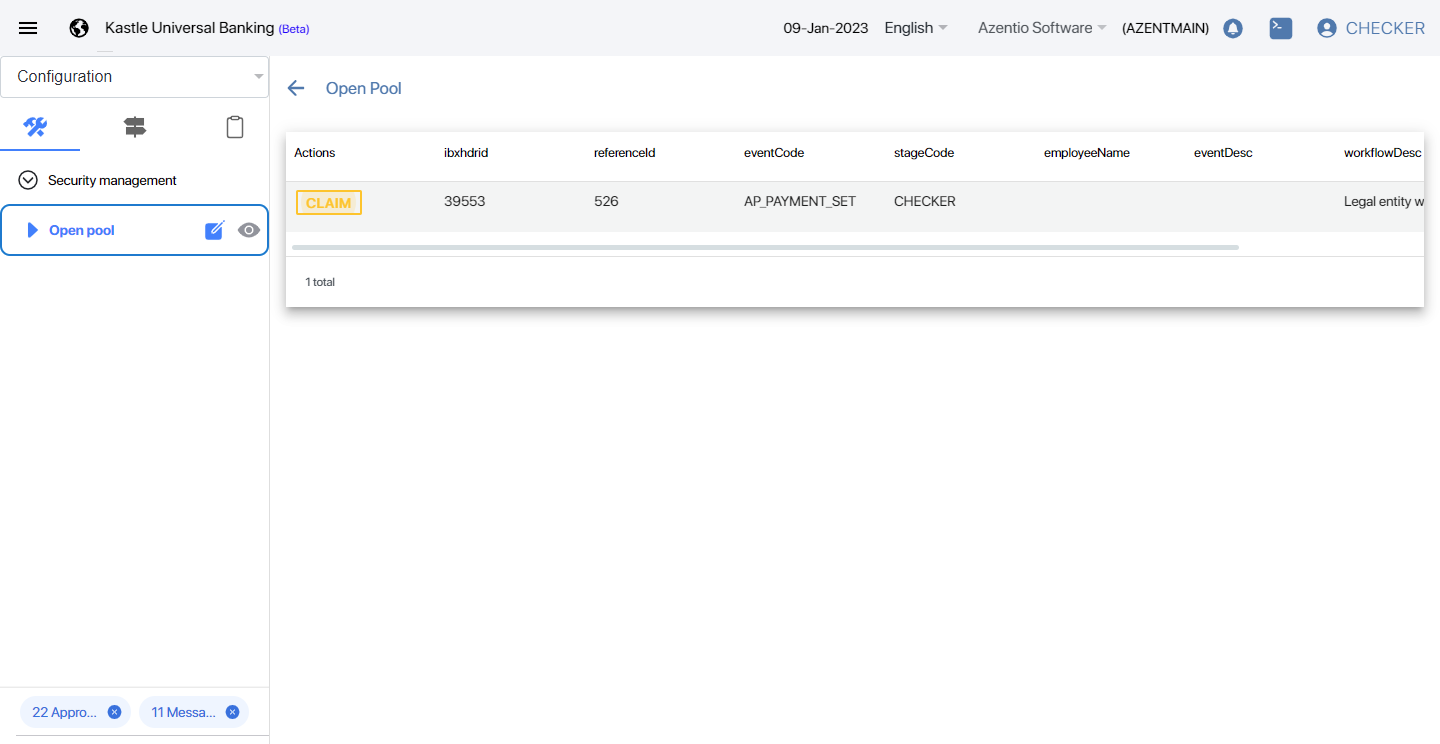 Kastle Universal Banking (Beta)
09-Jan-2023 English Azentio Software (AZENTMAIN) CHECKER
Configuration
Security management
Open pool
22 Appro... 11 Messa...
Open Pool
Actions ibxhdrid referenceId eventCode stageCode employeeName eventDesc workflowDesc
CLAIM 39553 526 AP_PAYMENT_SET CHECKER Legal entity w
1 total